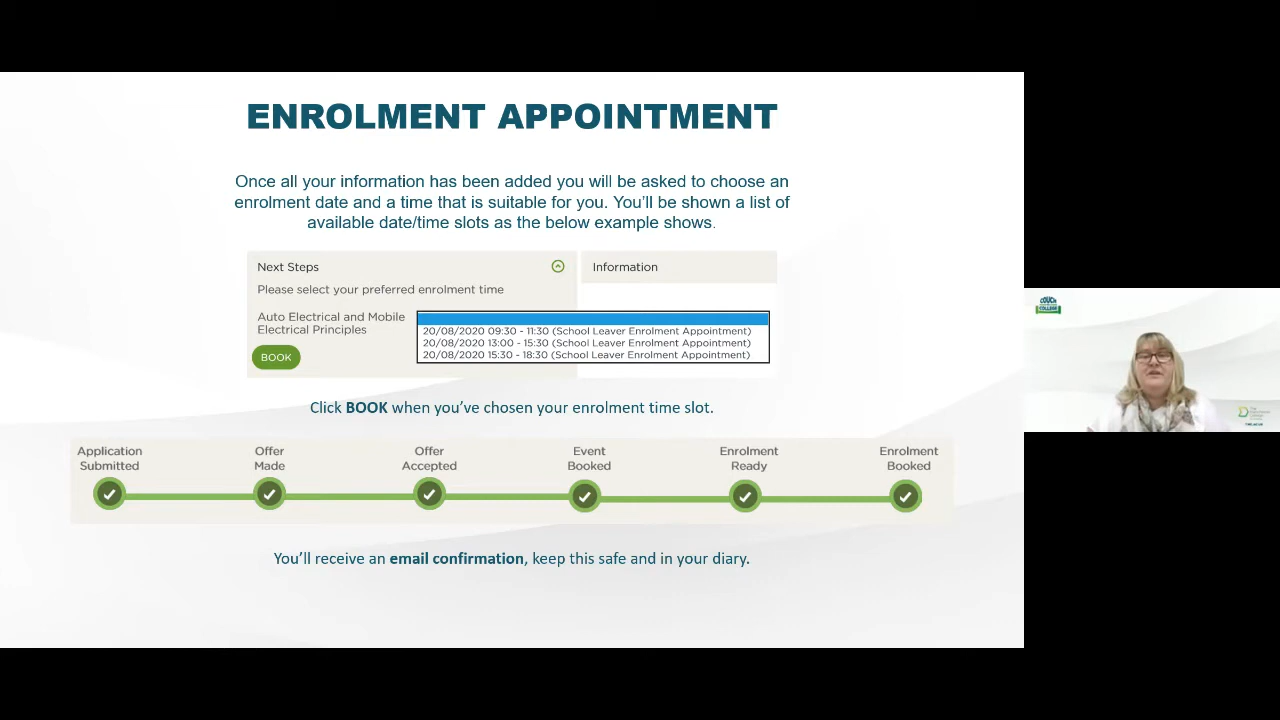 ENROLMENT APPOINTMENT
Once all your information has been added you will be asked to choose an
enrolment date and a time that is suitable for you. You'll be shown a list of
available date/time slots as the below example shows.
Next Steps
Information
Please select your preferred enrolment time
Auto Electrical and Mobile
Electrical Principles
20/08/2020 09:30 - 11:30 (School Leaver Enrolment Appointment)
20/08/2020 13:00 - 15:30 (School Leaver Enrolment Appointment)
20/08/2020 15:30 - 18:30 (School Leaver Enrolment Appointment)
BOOK
Click BOOK when you've chosen your enrolment time slot.
Application
Submitted
Offer
Made
Offer
Accepted
Event
Booked
Enrolment
Ready
Enrolment
Booked
You'll receive an email confirmation, keep this safe and in your diary.
COUCH
COLLEGE